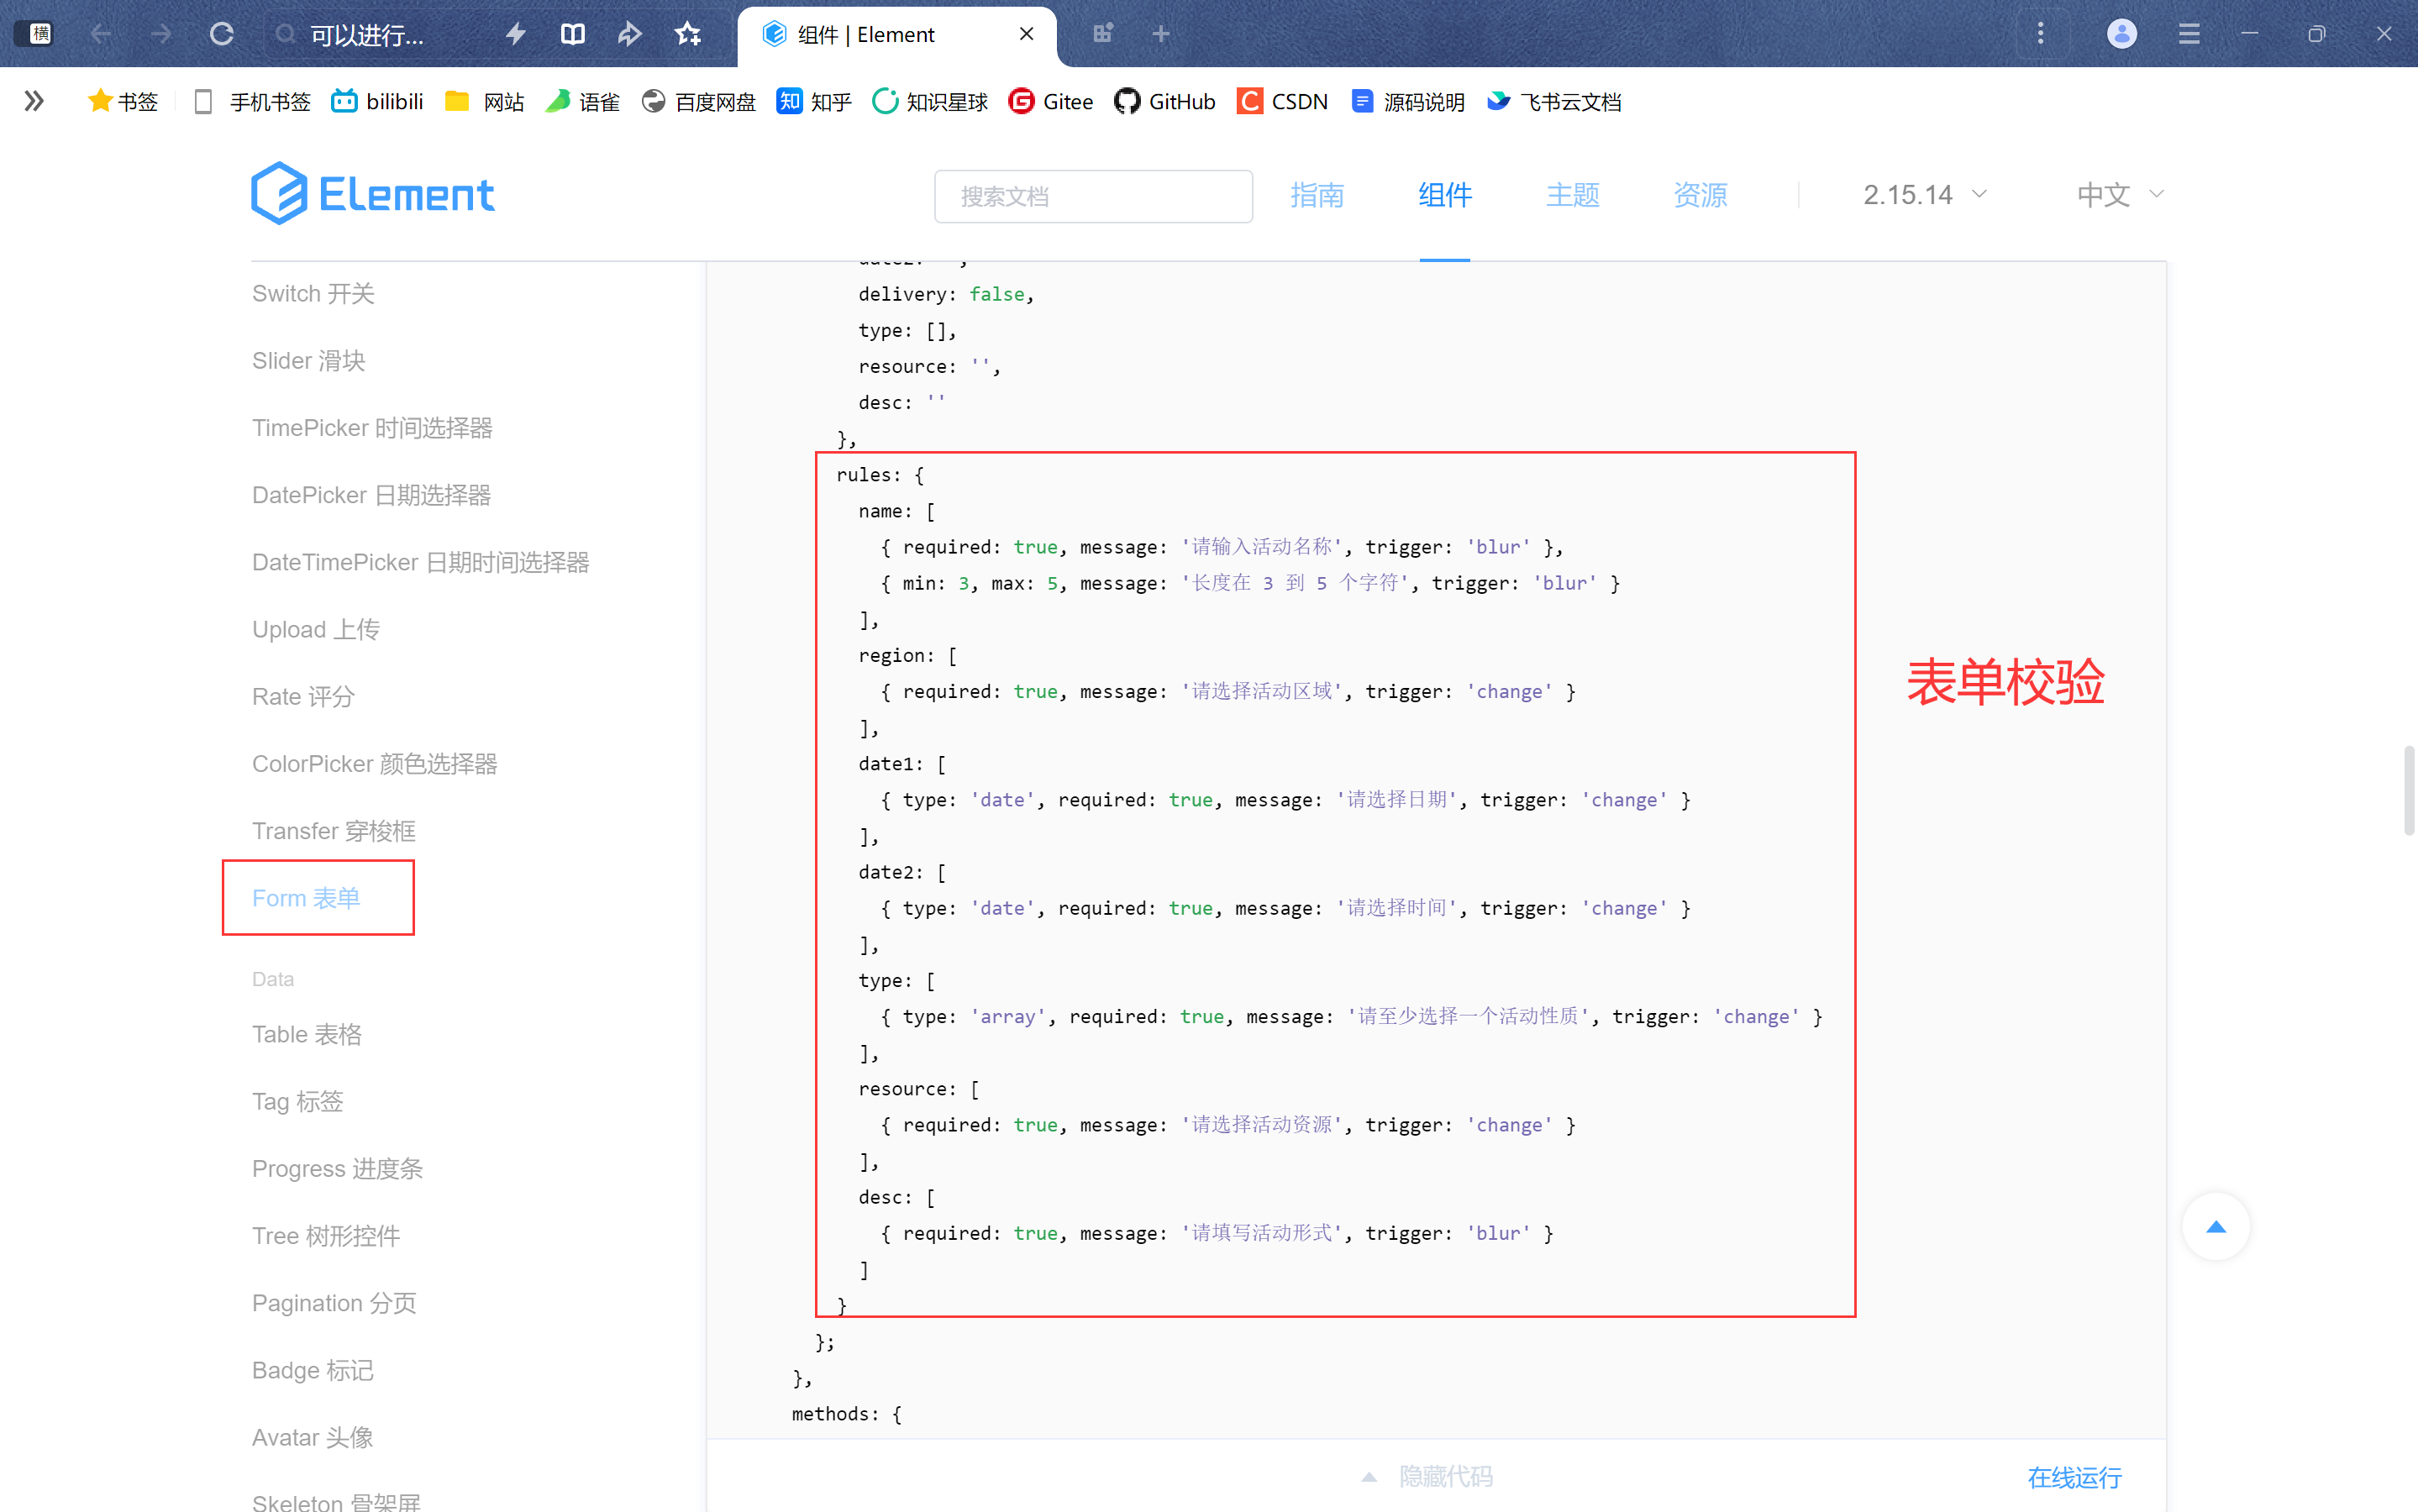 横
可以进行...
组件 | Element
书签
手机书签
bilibili
网站
语雀
百度网盘
知 知乎
知识星球
Gitee
GitHub
CSDN
源码说明
飞书云文档
Element
搜索文档
指南
组件
主题
资源
2.15.14
中文
Switch 开关
Slider 滑块
TimePicker 时间选择器
DatePicker 日期选择器
DateTimePicker 日期时间选择器
Upload 上传
Rate 评分
ColorPicker 颜色选择器
Transfer 穿梭框
Form 表单
Data
Table 表格
Tag 标签
Progress 进度条
Tree 树形控件
Pagination 分页
Badge 标记
Avatar 头像
Skeleton 骨架屏
delivery: false,
type: [],
resource: '',
desc: ''
},
rules: {
name: [
{ required: true, message: '请输入活动名称', trigger: 'blur' },
{ min: 3, max: 5, message: '长度在 3 到 5 个字符', trigger: 'blur' }
],
region: [
{ required: true, message: '请选择活动区域', trigger: 'change' }
],
date1: [
{ type: 'date', required: true, message: '请选择日期', trigger: 'change' }
],
date2: [
{ type: 'date', required: true, message: '请选择时间', trigger: 'change' }
],
type: [
{ type: 'array', required: true, message: '请至少选择一个活动性质', trigger: 'change' }
],
resource: [
{ required: true, message: '请选择活动资源', trigger: 'change' }
],
desc: [
{ required: true, message: '请填写活动形式', trigger: 'blur' }
]
}
};
},
methods: {
表单校验
隐藏代码
在线运行